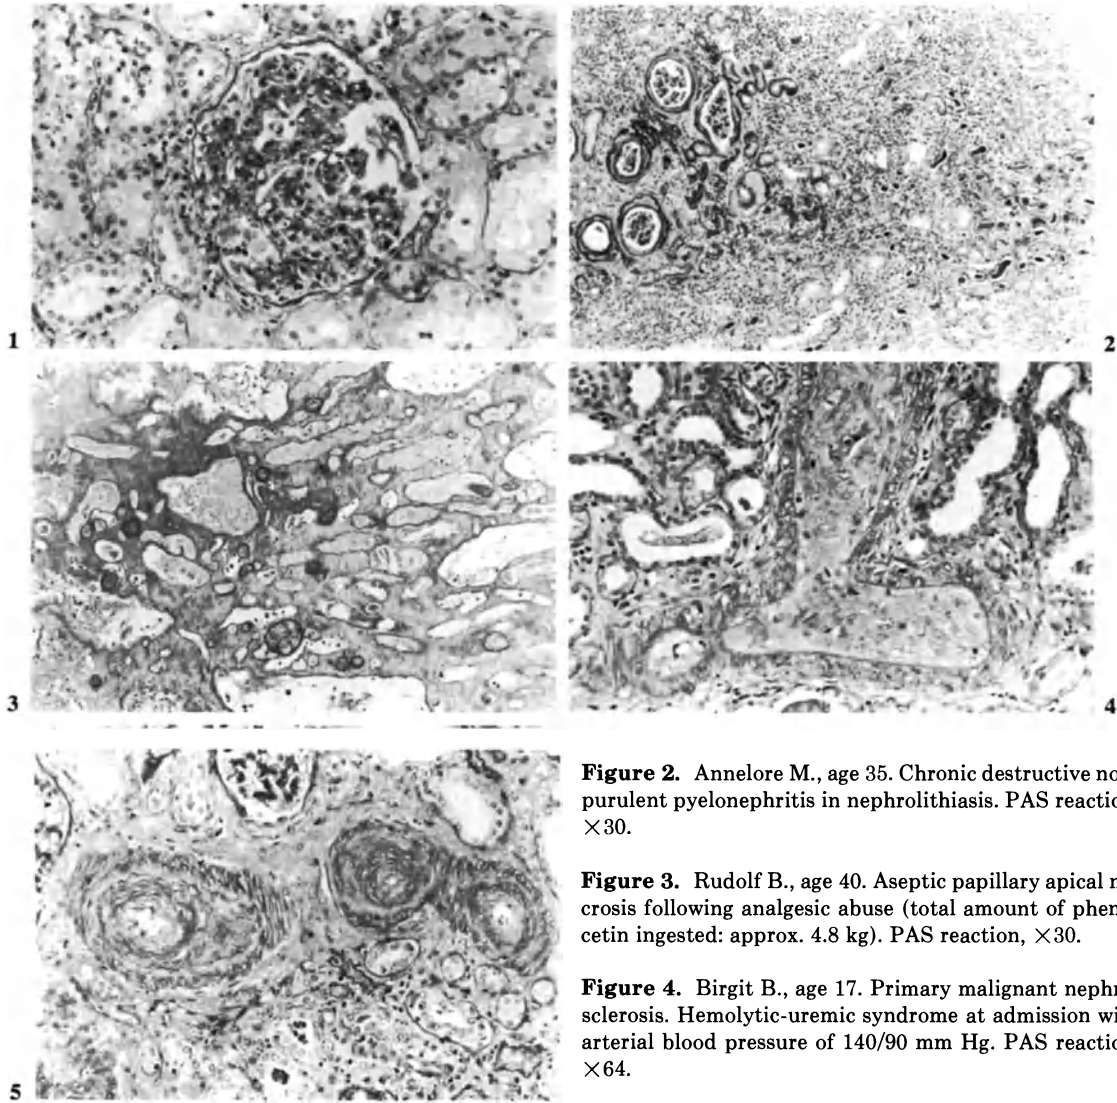 1
2
3
4
5
Figure 2. Annelore M., age 35. Chronic destructive no
purulent pyelonephritis in nephrolithiasis. PAS reactio
×30.
Figure 3. Rudolf B., age 40. Aseptic papillary apical n
crosis following analgesic abuse (total amount of phen
cetin ingested: approx. 4.8 kg). PAS reaction, ×30.
Figure 4. Birgit B., age 17. Primary malignant nephr
sclerosis. Hemolytic-uremic syndrome at admission wi
arterial blood pressure of 140/90 mm Hg. PAS reactio
×64.